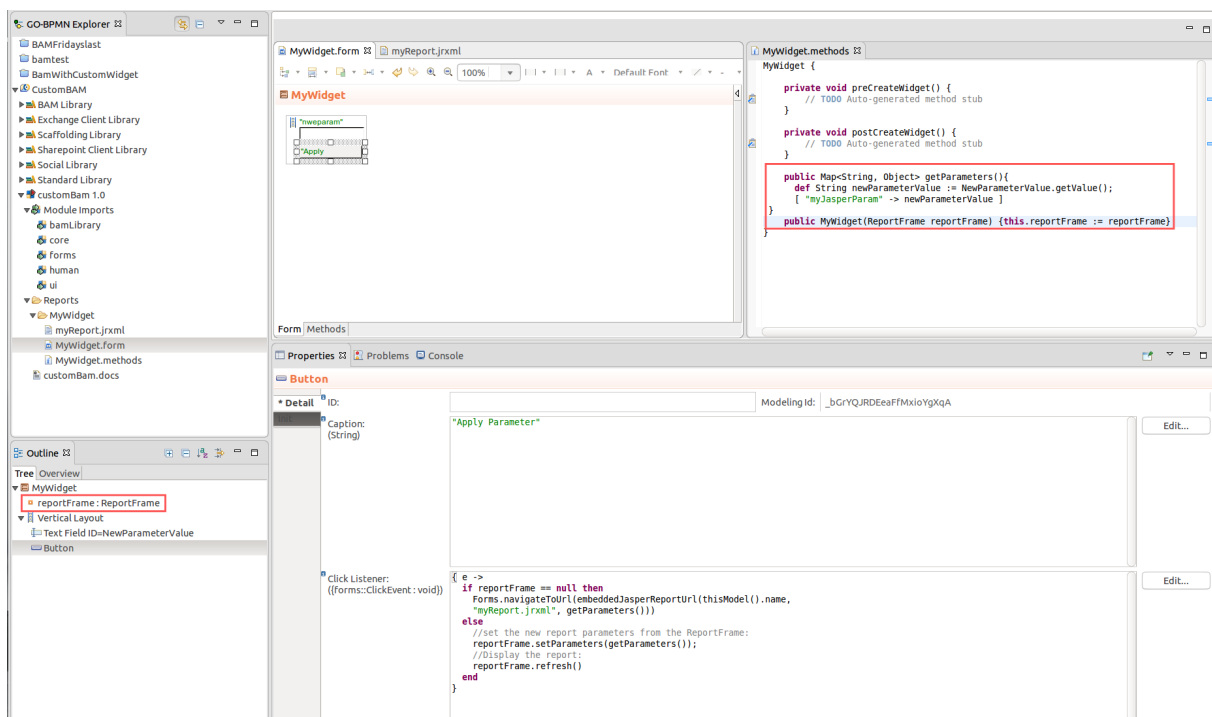 GO-BPMN Explorer
BAMFridayslast
bamtest
BamWithCustomWidget
CustomBAM
BAM Library
Exchange Client Library
Scaffolding Library
Sharepoint Client Library
Social Library
Standard Library
customBam 1.0
Module Imports
bamLibrary
core
forms
human
ui
Reports
MyWidget
myReport.jrxml
MyWidget.form
MyWidget.methods
customBam.docs
Outline
Tree Overview
MyWidget
reportFrame : ReportFrame
Vertical Layout
Text Field ID=NewParameterValue
Button
MyWidget.form myReport.jrxml
100% A Default Font
MyWidget
"nweparam"
"Apply
Form Methods
MyWidget.methods
MyWidget {
private void preCreateWidget() {
// TODO Auto-generated method stub
}
private void postCreateWidget() {
// TODO Auto-generated method stub
}
public Map<String, Object> getParameters(){
def String newParameterValue := NewParameterValue.getValue();
[ "myJasperParam" -> newParameterValue ]
}
public MyWidget(ReportFrame reportFrame) {this.reportFrame := reportFrame}
}
Properties Problems Console
Button
* Detail ID: Modeling Id: _bGrYQJRDEeaFfMxioYgXqA
Caption: "Apply Parameter" Edit...
(String)
Click Listener: Edit...
({forms::ClickEvent : void})
{ e ->
if reportFrame == null then
Forms.navigateToUrl(embeddedJasperReportUrl(thisModel().name,
"myReport.jrxml", getParameters()))
else
//set the new report parameters from the ReportFrame:
reportFrame.setParameters(getParameters());
//Display the report:
reportFrame.refresh()
end
}